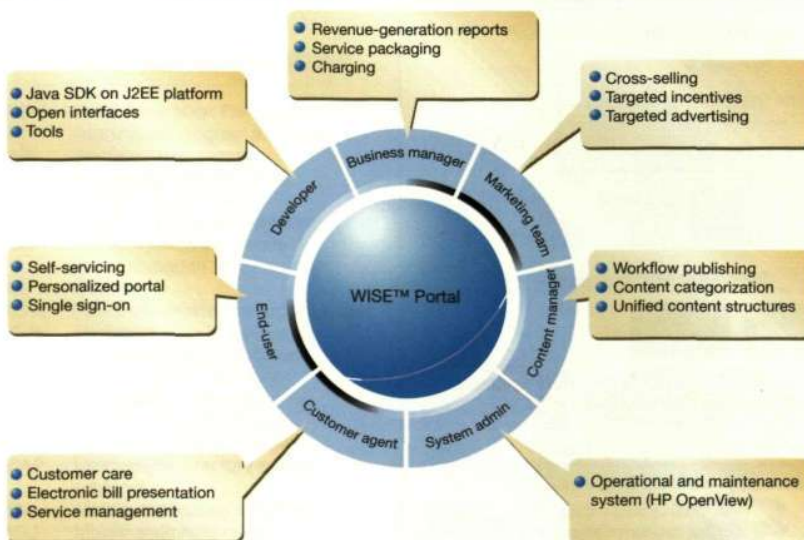 Revenue-generation reports
Service packaging
Charging
Java SDK on J2EE platform
Open interfaces
Tools
Cross-selling
Targeted incentives
Targeted advertising
Business manager
Developer
Marketing team
Self-servicing
Personalized portal
Single sign-on
End-user
WISE™ Portal
Content manager
Workflow publishing
Content categorization
Unified content structures
Customer agent
System admin
Customer care
Electronic bill presentation
Service management
Operational and maintenance
system (HP OpenView)